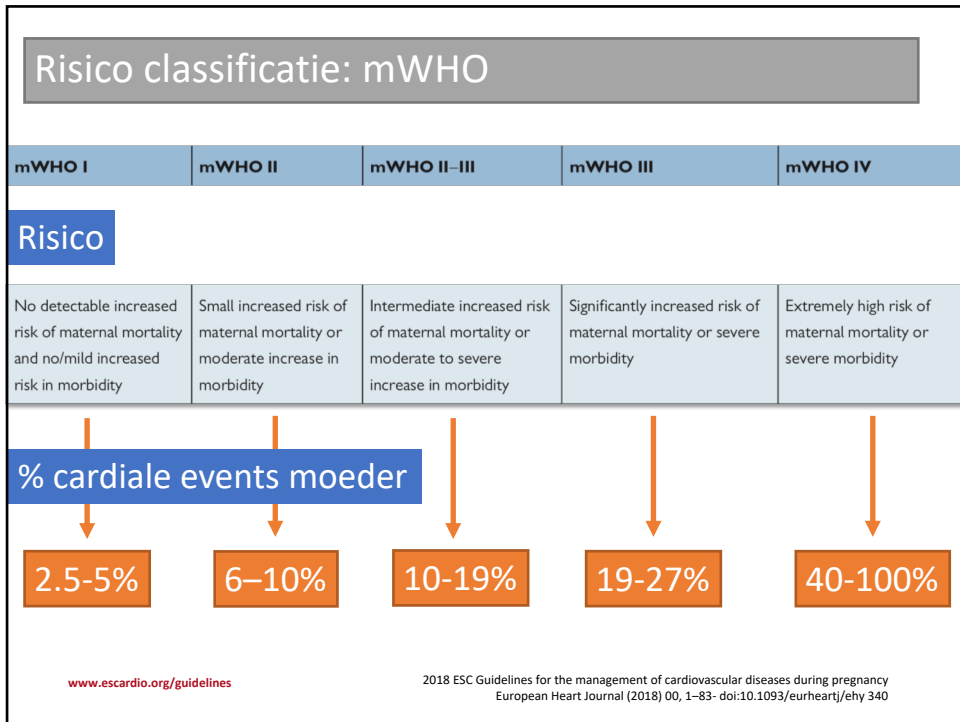 Risico classificatie: mWHO
mWHO I
mWHO II
mWHO II–III
mWHO III
mWHO IV
Risico
No detectable increased
risk of maternal mortality
and no/mild increased
risk in morbidity
Small increased risk of
maternal mortality or
moderate increase in
morbidity
Intermediate increased risk
of maternal mortality or
moderate to severe
increase in morbidity
Significantly increased risk of
maternal mortality or severe
morbidity
Extremely high risk of
maternal mortality or
severe morbidity
% cardiale events moeder
2.5-5%
6–10%
10-19%
19-27%
40-100%
www.escardio.org/guidelines
2018 ESC Guidelines for the management of cardiovascular diseases during pregnancy
European Heart Journal (2018) 00, 1–83- doi:10.1093/eurheartj/ehy 340